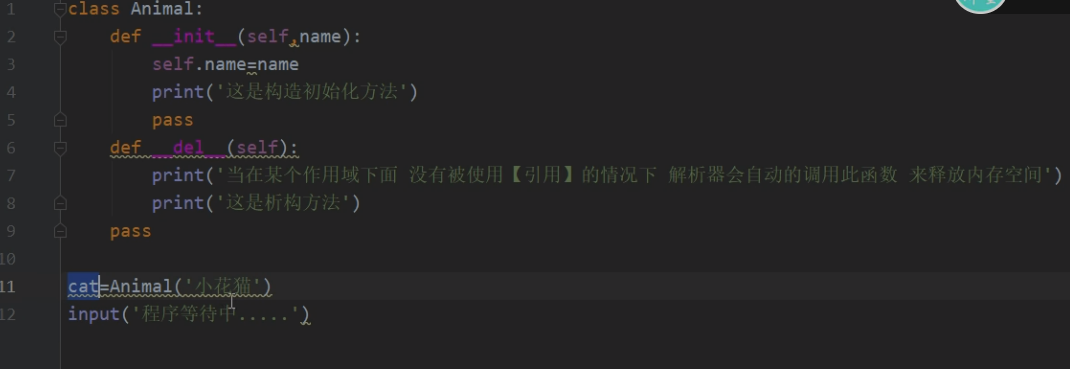 1 class Animal:
2 def __init__(self,name):
3 self.name=name
4 print('这是构造初始化方法')
5 pass
6 def __del__(self):
7 print('当在某个作用域下面 没有被使用【引用】的情况下 解析器会自动的调用此函数 来释放内存空间')
8 print('这是析构方法')
9 pass
10
11 cat=Animal('小花猫')
12 input('程序等待中.....')